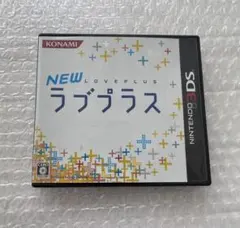 KONAMI
NEW LOVEPLUS
ラブプラス
NINTENDO 3DS